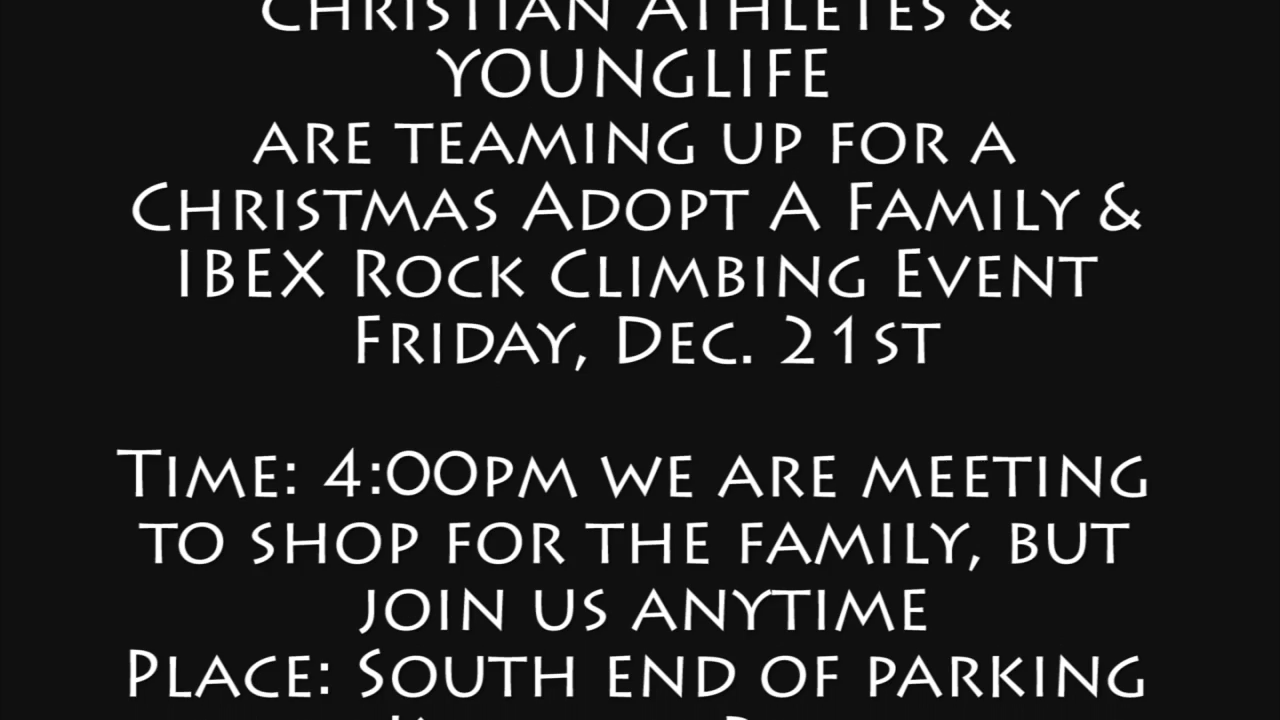 Christian Athletes &
YOUNGLIFE
are teaming up for a
Christmas Adopt A Family &
IBEX Rock Climbing Event
Friday, Dec. 21st
Time: 4:00pm we are meeting
to shop for the family, but
join us anytime
Place: South end of parking